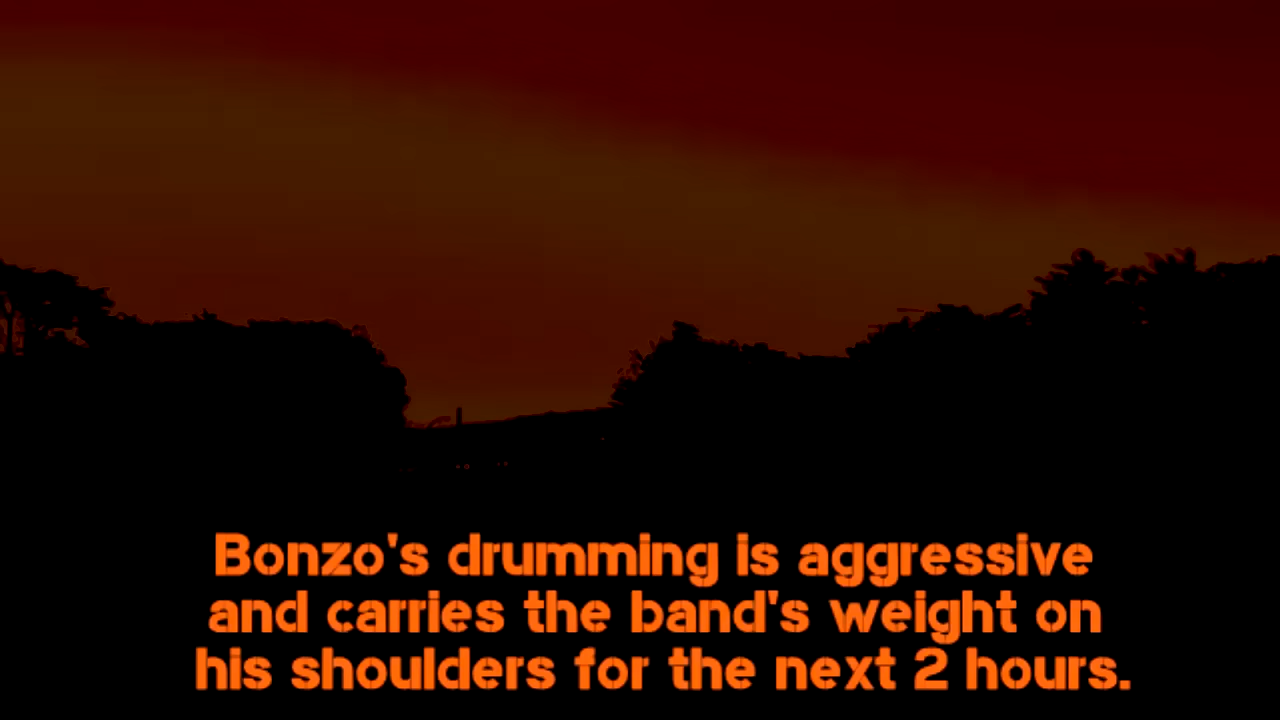 Bonzo's drumming is aggressive
and carries the band's weight on
his shoulders for the next 2 hours.